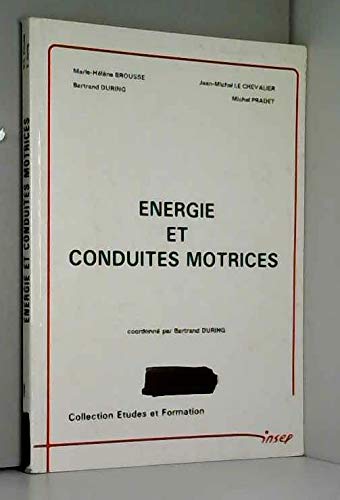 ENERGIE ET CONDUITES MOTRICES
Marie-Hélène BROUSSE
Bertrand DURING
Jean-Michel LE CHEVALIER
Michel PRADET
ENERGIE
ET
CONDUITES MOTRICES
coordonné par Bertrand DURING
Collection Etudes et Formation
insep